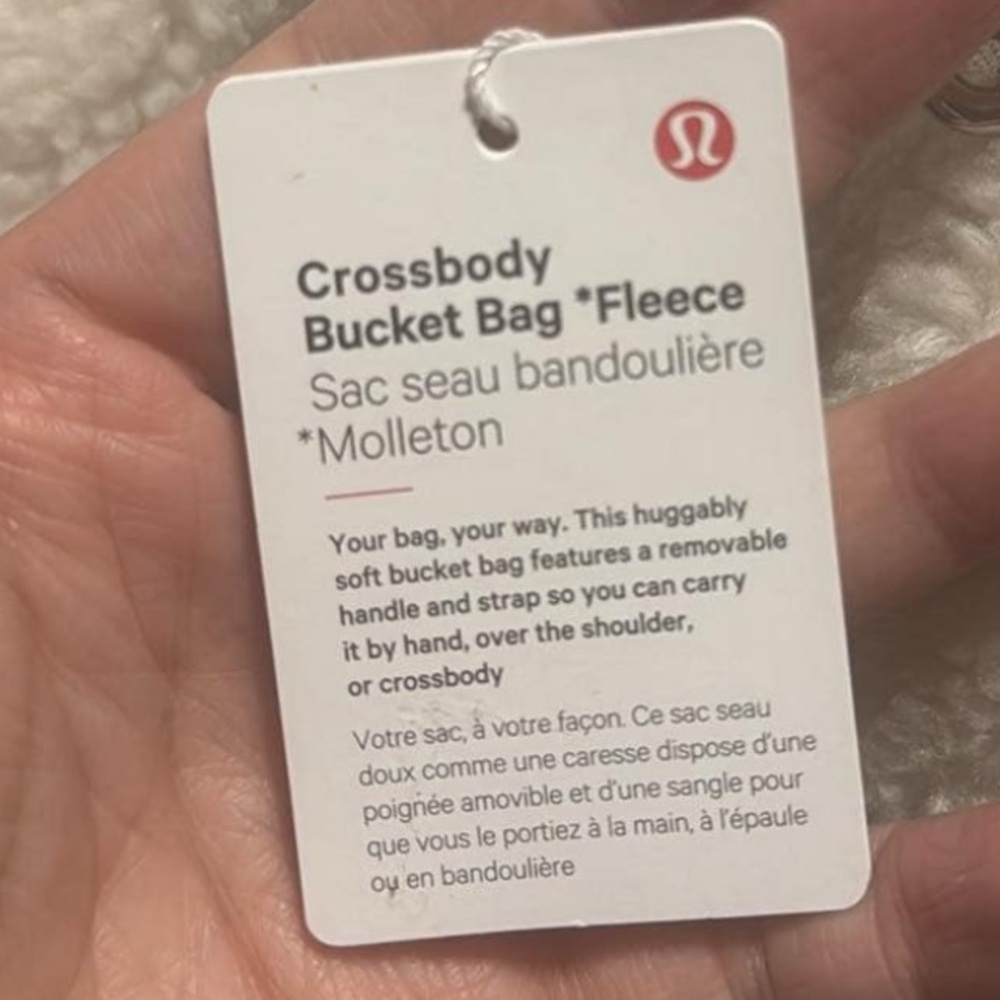 Crossbody
Bucket Bag *Fleece
Sac seau bandoulière
*Molleton
Your bag, your way. This huggably
soft bucket bag features a removable
handle and strap so you can carry
it by hand, over the shoulder,
or crossbody
Votre sac, à votre façon. Ce sac seau
doux comme une caresse dispose d'une
poignée amovible et d'une sangle pour
que vous le portiez à la main, à l'épaule
ou en bandoulière